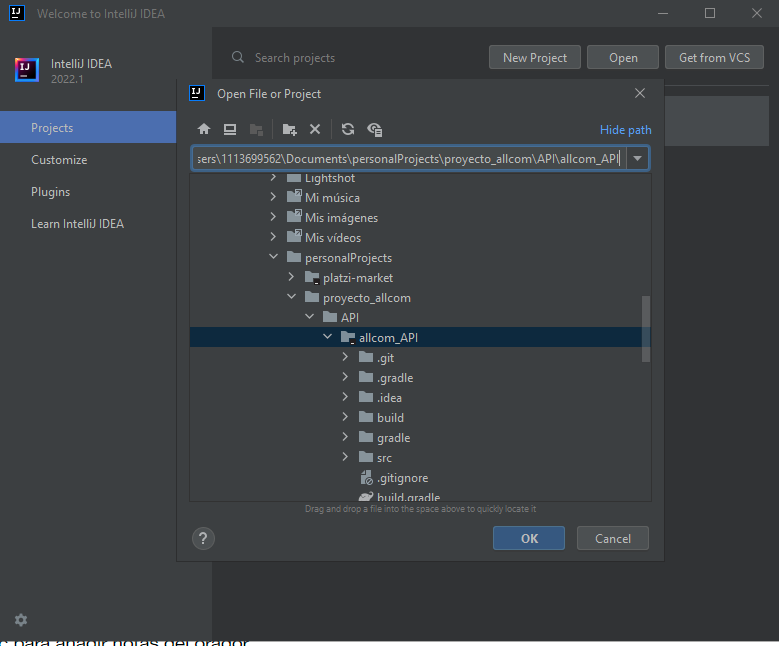 Welcome to IntelliJ IDEA
IntelliJ IDEA
2022.1
Search projects
New Project
Open
Get from VCS
Projects
Customize
Plugins
Learn IntelliJ IDEA
Open File or Project
Hide path
sers\1113699562\Documents\personalProjects\proyecto_allcom\API\allcom_API
Lightshot
Mi música
Mis imágenes
Mis vídeos
personalProjects
platzi-market
proyecto_allcom
API
allcom_API
.git
.gradle
.idea
build
gradle
src
.gitignore
build.gradle
Drag and drop a file into the space above to quickly locate it
?
OK
Cancel
c para añadir notas del orador